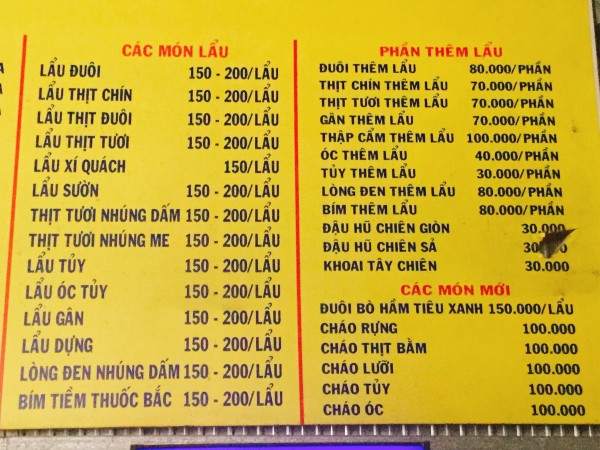 CÁC MÓN LẨU
LẨU ĐUÔI 150 - 200/LẨU
LẨU THỊT CHÍN 150 - 200/LẨU
LẨU THỊT ĐUÔI 150 - 200/LẨU
LẨU THỊT TƯƠI 150 - 200/LẨU
LẨU XÍ QUÁCH 150/LẨU
LẨU SƯỜN 150 - 200/LẨU
THỊT TƯƠI NHÚNG DẤM 150 - 200/LẨU
THỊT TƯƠI NHÚNG ME 150 - 200/LẨU
LẨU TỦY 150 - 200/LẨU
LẨU ÓC TỦY 150 - 200/LẨU
LẨU GÂN 150 - 200/LẨU
LẨU DỰNG 150 - 200/LẨU
LÒNG ĐEN NHÚNG DẤM 150 - 200/LẨU
BÍM TIỀM THUỐC BẮC 150 - 200/LẨU
PHẦN THÊM LẨU
ĐUÔI THÊM LẨU 80.000/PHẦN
THỊT CHÍN THÊM LẨU 70.000/PHẦN
THỊT TƯƠI THÊM LẨU 70.000/PHẦN
GÂN THÊM LẨU 70.000/PHẦN
THẬP CẨM THÊM LẨU 100.000/PHẦN
ÓC THÊM LẨU 40.000/PHẦN
TỦY THÊM LẨU 30.000/PHẦN
LÒNG ĐEN THÊM LẨU 80.000/PHẦN
BÍM THÊM LẨU 80.000/PHẦN
ĐẬU HŨ CHIÊN GIÒN 30.000
ĐẬU HŨ CHIÊN SẢ
KHOAI TÂY CHIÊN 30.000
CÁC MÓN MỚI
ĐUÔI BÒ HẦM TIÊU XANH 150.000/LẨU
CHÁO RỰNG 100.000
CHÁO THỊT BẰM 100.000
CHÁO LƯỠI 100.000
CHÁO TỦY 100.000
CHÁO ÓC 100.000